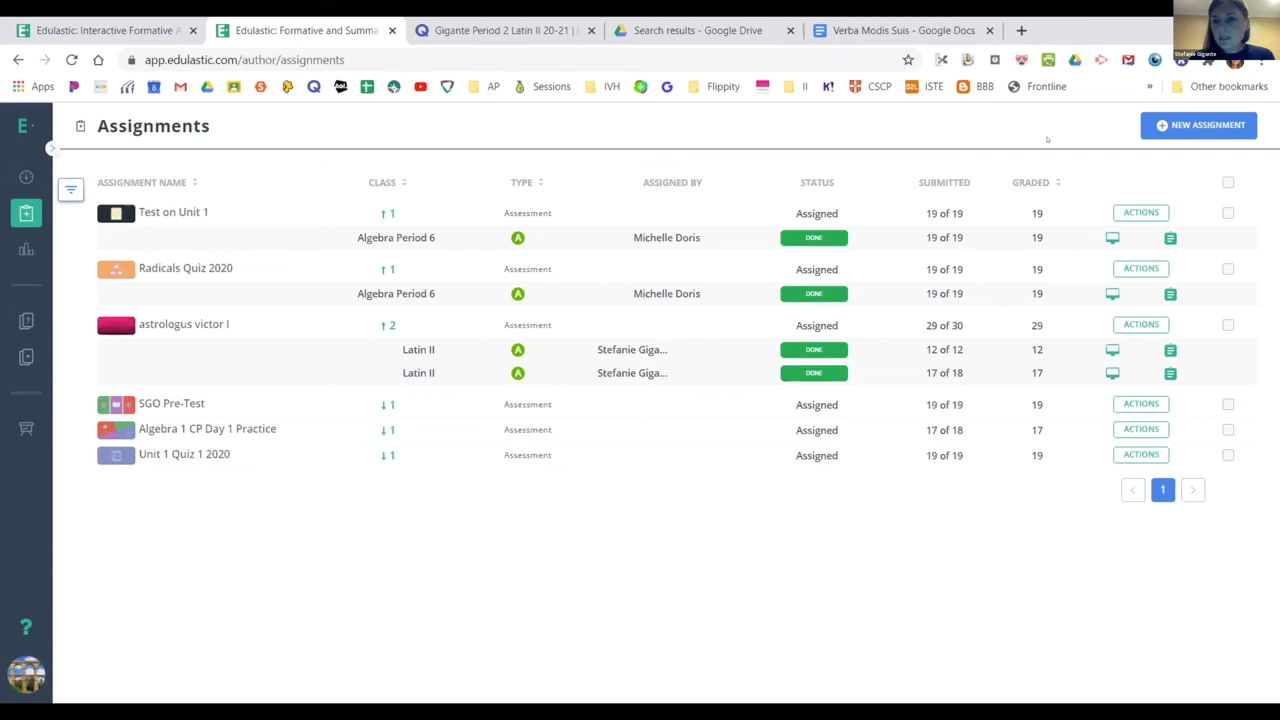 Edulastic: Interactive Formative A
Edulastic: Formative and Summa
Gigante Period 2 Latin II 20-21 |
Search results - Google Drive
Verba Modis Suis - Google Docs
Stefanie Gigante
app.edulastic.com/author/assignments
Apps
AP
Sessions
IVH
Flippity
II
K!
CSCP
ISTE
BBB
Frontline
»
Other bookmarks
E
Assignments
NEW ASSIGNMENT
ASSIGNMENT NAME CLASS TYPE ASSIGNED BY STATUS SUBMITTED GRADED
Test on Unit 1 ↑ 1 Assessment Assigned 19 of 19 19 ACTIONS
Algebra Period 6 A Michelle Doris DONE 19 of 19 19
Radicals Quiz 2020 ↑ 1 Assessment Assigned 19 of 19 19 ACTIONS
Algebra Period 6 A Michelle Doris DONE 19 of 19 19
astrologus victor I ↑ 2 Assessment Assigned 29 of 30 29 ACTIONS
Latin II A Stefanie Giga... DONE 12 of 12 12
Latin II A Stefanie Giga... DONE 17 of 18 17
SGO Pre-Test ↓ 1 Assessment Assigned 19 of 19 19 ACTIONS
Algebra 1 CP Day 1 Practice ↓ 1 Assessment Assigned 17 of 18 17 ACTIONS
Unit 1 Quiz 1 2020 ↓ 1 Assessment Assigned 19 of 19 19 ACTIONS
< 1 >
?